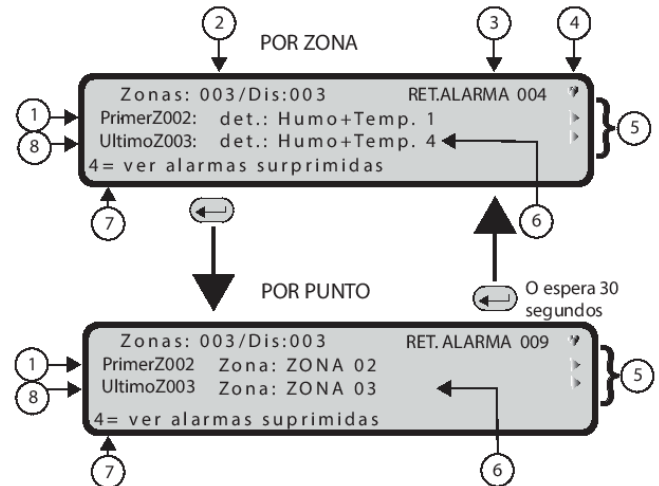 2 3 4
POR ZONA
Zonas: 003/Dis:003 RET.ALARMA 004
1 PrimerZ002: det.: Humo+Temp. 1
8 UltimoZ003: det.: Humo+Temp. 4 5
4= ver alarmas surprimidas
7 6
POR PUNTO
O espera 30
segundos
Zonas: 003/Dis:003 RET. ALARMA 009
1 PrimerZ002 Zona: ZONA 02
8 UltimoZ003 Zona: ZONA 03 5
4= ver alarmas suprimidas
7 6